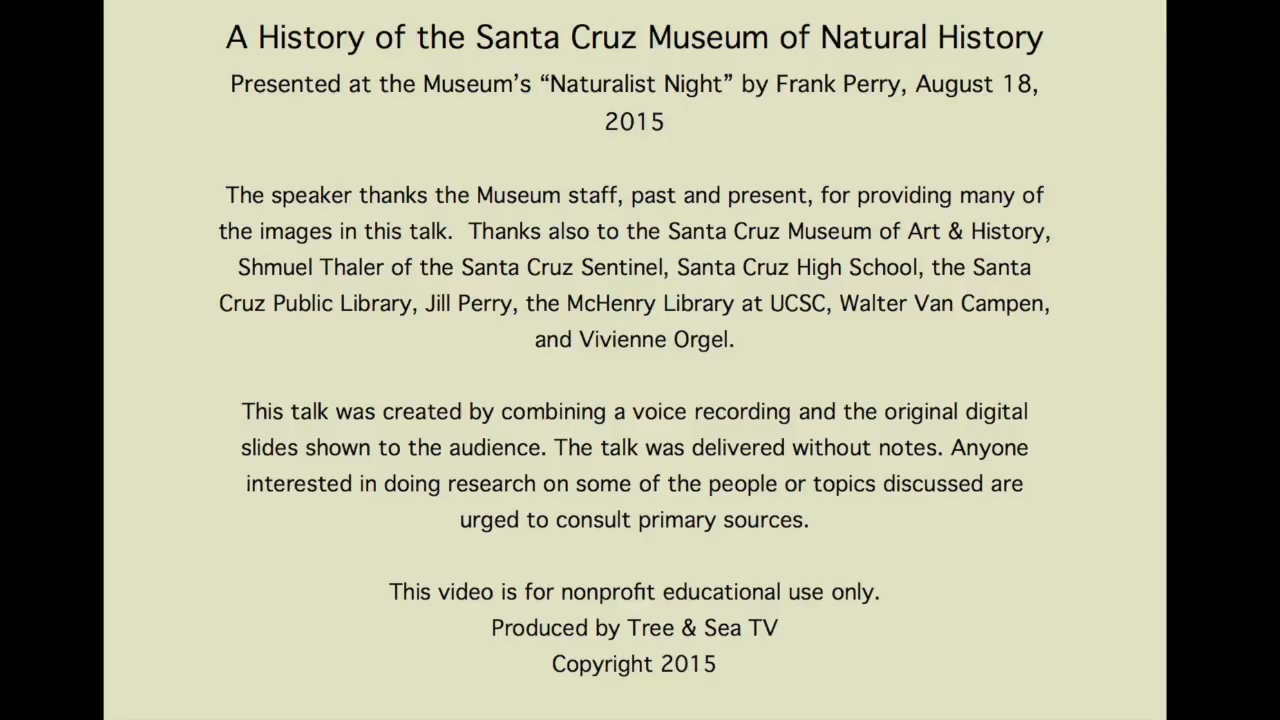 A History of the Santa Cruz Museum of Natural History
Presented at the Museum’s “Naturalist Night” by Frank Perry, August 18,
2015
The speaker thanks the Museum staff, past and present, for providing many of
the images in this talk.  Thanks also to the Santa Cruz Museum of Art & History,
Shmuel Thaler of the Santa Cruz Sentinel, Santa Cruz High School, the Santa
Cruz Public Library, Jill Perry, the McHenry Library at UCSC, Walter Van Campen,
and Vivienne Orgel.
This talk was created by combining a voice recording and the original digital
slides shown to the audience. The talk was delivered without notes. Anyone
interested in doing research on some of the people or topics discussed are
urged to consult primary sources.
This video is for nonprofit educational use only.
Produced by Tree & Sea TV
Copyright 2015